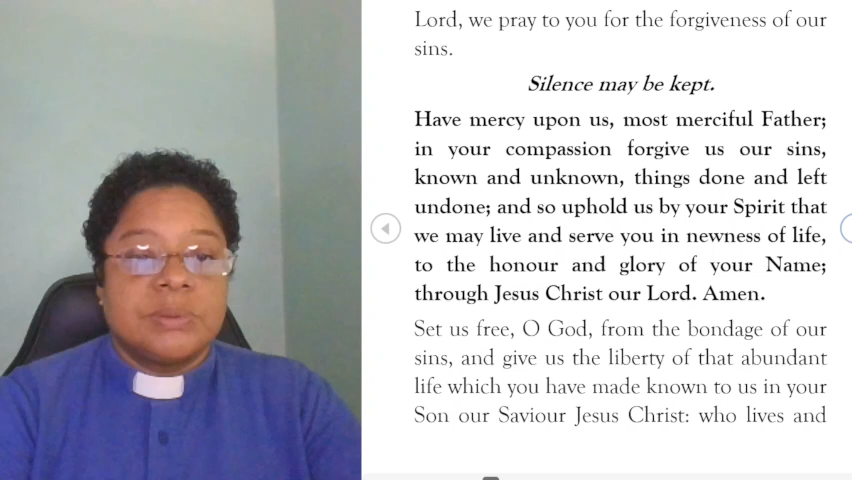 Lord, we pray to you for the forgiveness of our
sins.
Silence may be kept.
Have mercy upon us, most merciful Father;
in your compassion forgive us our sins,
known and unknown, things done and left
undone; and so uphold us by your Spirit that
we may live and serve you in newness of life,
to the honour and glory of your Name;
through Jesus Christ our Lord. Amen.
Set us free, O God, from the bondage of our
sins, and give us the liberty of that abundant
life which you have made known to us in your
Son our Saviour Jesus Christ: who lives and